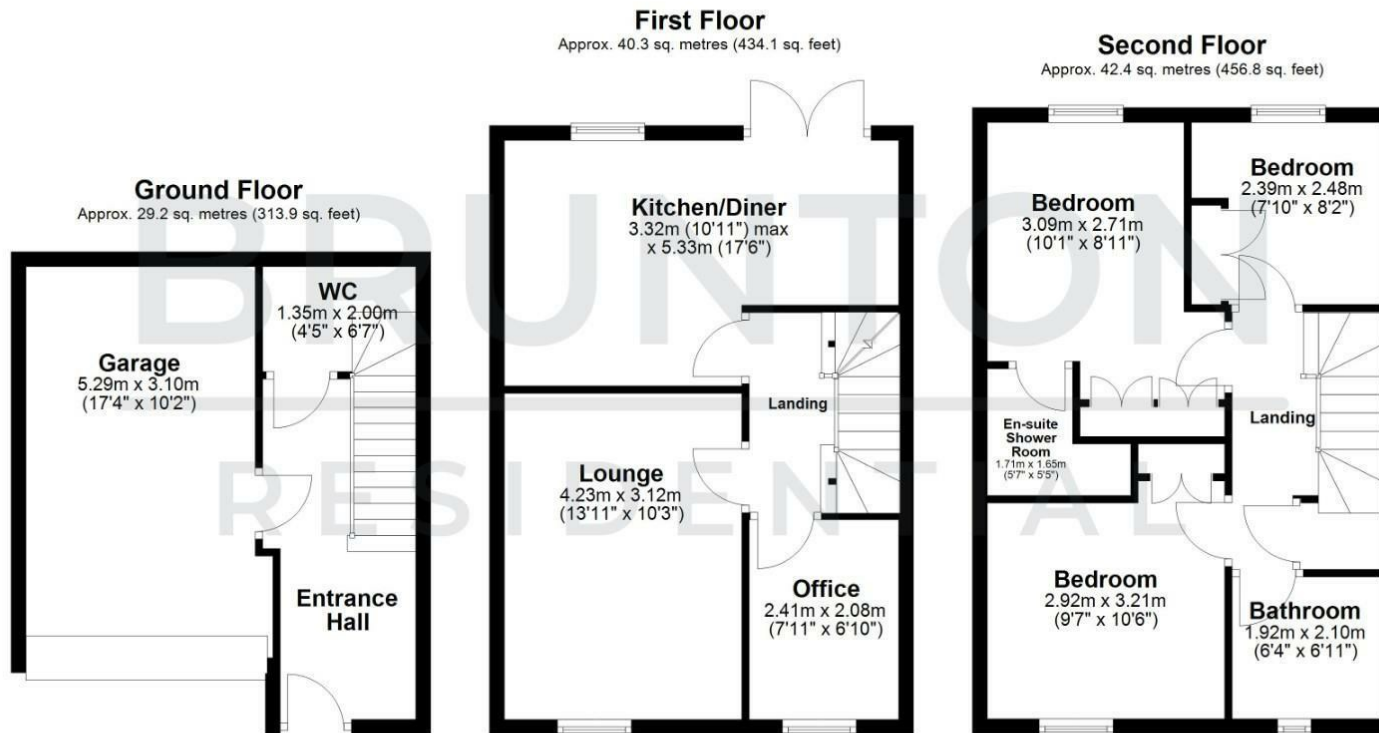 First Floor
Approx. 40.3 sq. metres (434.1 sq. feet)
Second Floor
Approx. 42.4 sq. metres (456.8 sq. feet)
Ground Floor
Approx. 29.2 sq. metres (313.9 sq. feet)
WC
1.35m x 2.00m
(4'5" x 6'7")
Garage
5.29m x 3.10m
(17'4" x 10'2")
Entrance
Hall
Kitchen/Diner
3.32m (10'11") max
x 5.33m (17'6")
Landing
Lounge
4.23m x 3.12m
(13'11" x 10'3")
Office
2.41m x 2.08m
(7'11" x 6'10")
Bedroom
3.09m x 2.71m
(10'1" x 8'11")
Bedroom
2.39m x 2.48m
(7'10" x 8'2")
En-suite
Shower
Room
1.71m x 1.65m
(5'7" x 5'5")
Landing
Bedroom
2.92m x 3.21m
(9'7" x 10'6")
Bathroom
1.92m x 2.10m
(6'4" x 6'11")
BRUNTON
RESIDENTIAL